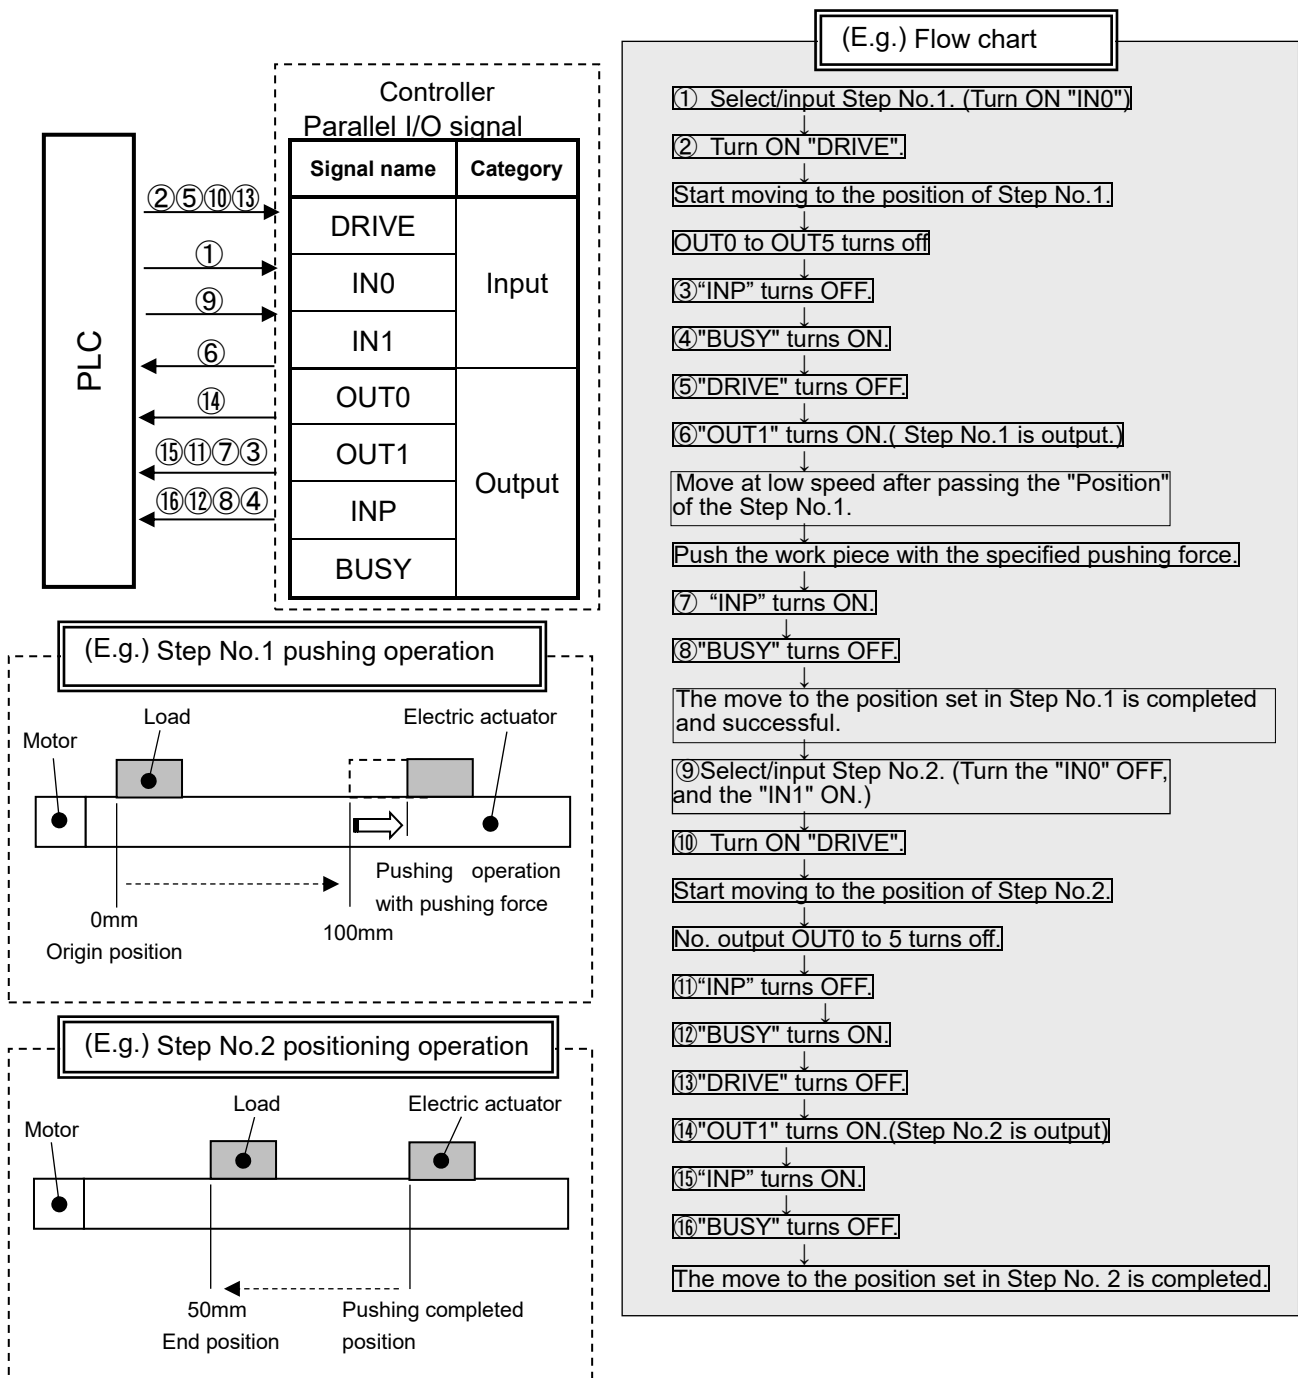 Controller
Parallel I/O signal
Signal name Category
DRIVE
IN0
IN1
Input
OUT0
OUT1
INP
BUSY
Output
PLC
②⑤⑩⑬
①
⑨
⑥
⑭
⑮⑪⑦③
⑯⑫⑧④
(E.g.) Step No.1 pushing operation
Load
Electric actuator
Motor
Pushing operation
with pushing force
0mm
100mm
Origin position
(E.g.) Step No.2 positioning operation
Load
Electric actuator
Motor
50mm
End position
Pushing completed
position
(E.g.) Flow chart
① Select/input Step No.1. (Turn ON "IN0")
↓
② Turn ON "DRIVE".
↓
Start moving to the position of Step No.1.
↓
OUT0 to OUT5 turns off
↓
③“INP” turns OFF.
↓
④"BUSY" turns ON.
↓
⑤"DRIVE" turns OFF.
↓
⑥"OUT1" turns ON.( Step No.1 is output.)
↓
Move at low speed after passing the "Position"
of the Step No.1.
↓
Push the work piece with the specified pushing force.
↓
⑦ “INP” turns ON.
↓
⑧"BUSY" turns OFF.
↓
The move to the position set in Step No.1 is completed
and successful.
↓
⑨Select/input Step No.2. (Turn the "IN0" OFF,
and the "IN1" ON.)
↓
⑩ Turn ON "DRIVE".
↓
Start moving to the position of Step No.2.
↓
No. output OUT0 to 5 turns off.
↓
⑪“INP” turns OFF.
↓
⑫"BUSY" turns ON.
↓
⑬"DRIVE" turns OFF.
↓
⑭"OUT1" turns ON.(Step No.2 is output)
↓
⑮“INP” turns ON.
↓
⑯"BUSY" turns OFF.
↓
The move to the position set in Step No. 2 is completed.